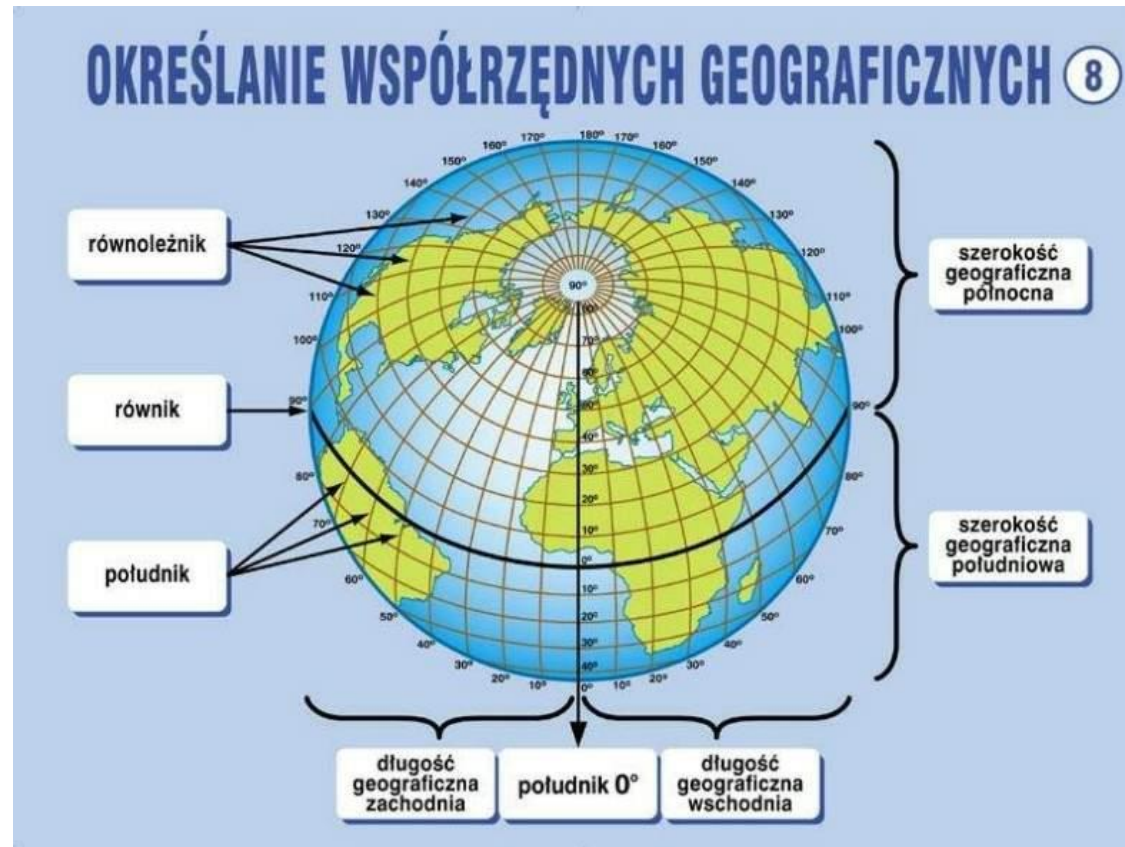 OKREŚLANIE WSPÓŁRZĘDNYCH GEOGRAFICZNYCH 8
180°
170° 170°
160° 160°
150° 150°
140° 140°
130° 130°
120° 120°
110° 110°
100° 100°
90° 90°
80° 80°
70° 70°
60° 60°
50° 50°
40° 40°
30° 30°
20° 20°
10° 10°
0°
90°
80°
70°
60°
50°
40°
30°
20°
10°
0°
10°
20°
30°
40°
równoleżnik
równik
południk
szerokość
geograficzna
północna
szerokość
geograficzna
południowa
długość
geograficzna
zachodnia
południk 0°
długość
geograficzna
wschodnia